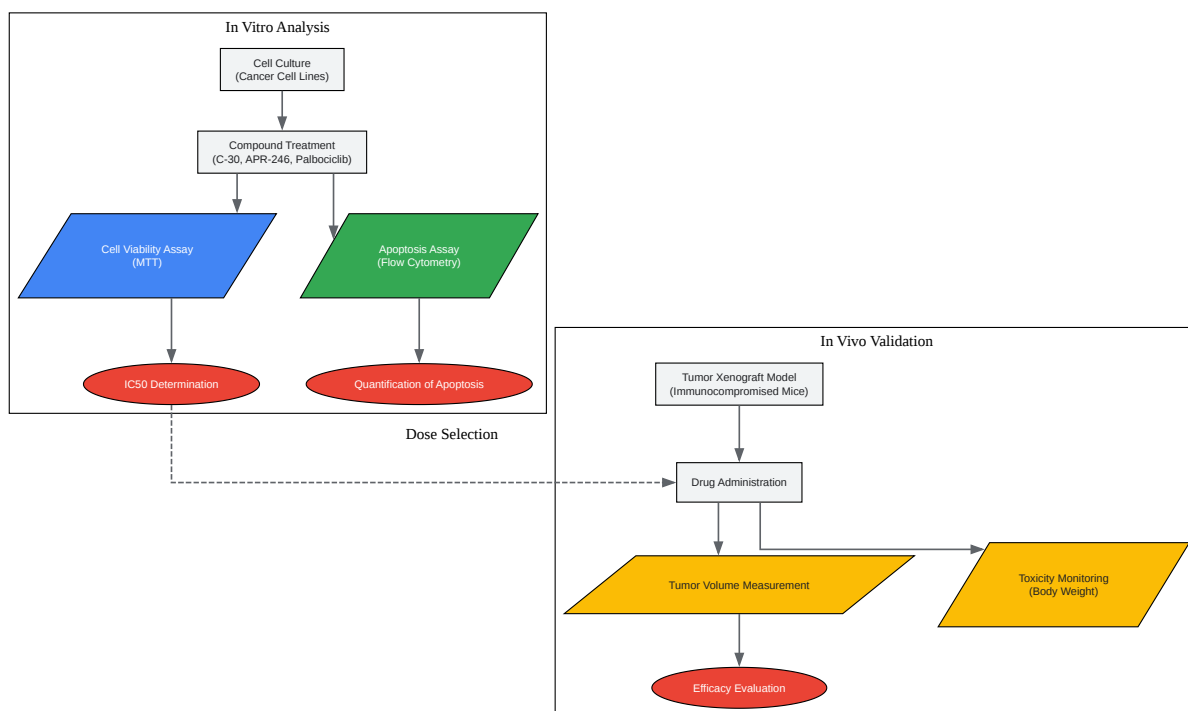 In Vitro Analysis
Cell Culture
(Cancer Cell Lines)
Compound Treatment
(C-30, APR-246, Palbociclib)
Cell Viability Assay
(MTT)
Apoptosis Assay
(Flow Cytometry)
IC50 Determination
Quantification of Apoptosis
Dose Selection
In Vivo Validation
Tumor Xenograft Model
(Immunocompromised Mice)
Drug Administration
Tumor Volume Measurement
Toxicity Monitoring
(Body Weight)
Efficacy Evaluation